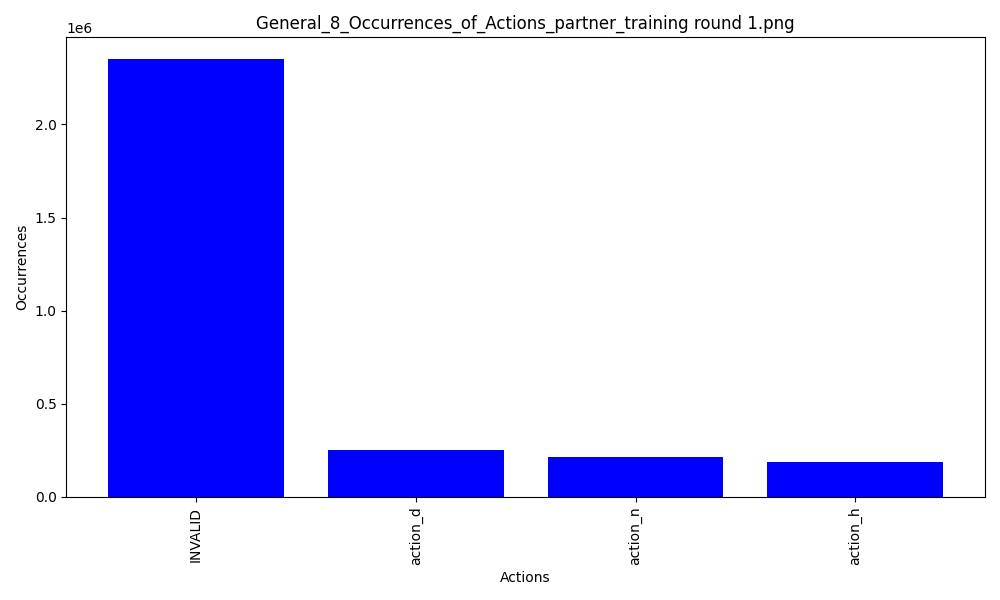 General_8_Occurrences_of_Actions_partner_training round 1.png
1e6
2.0
1.5
1.0
0.5
0.0
Occurrences
INVALID
action_d
action_n
action_h
Actions